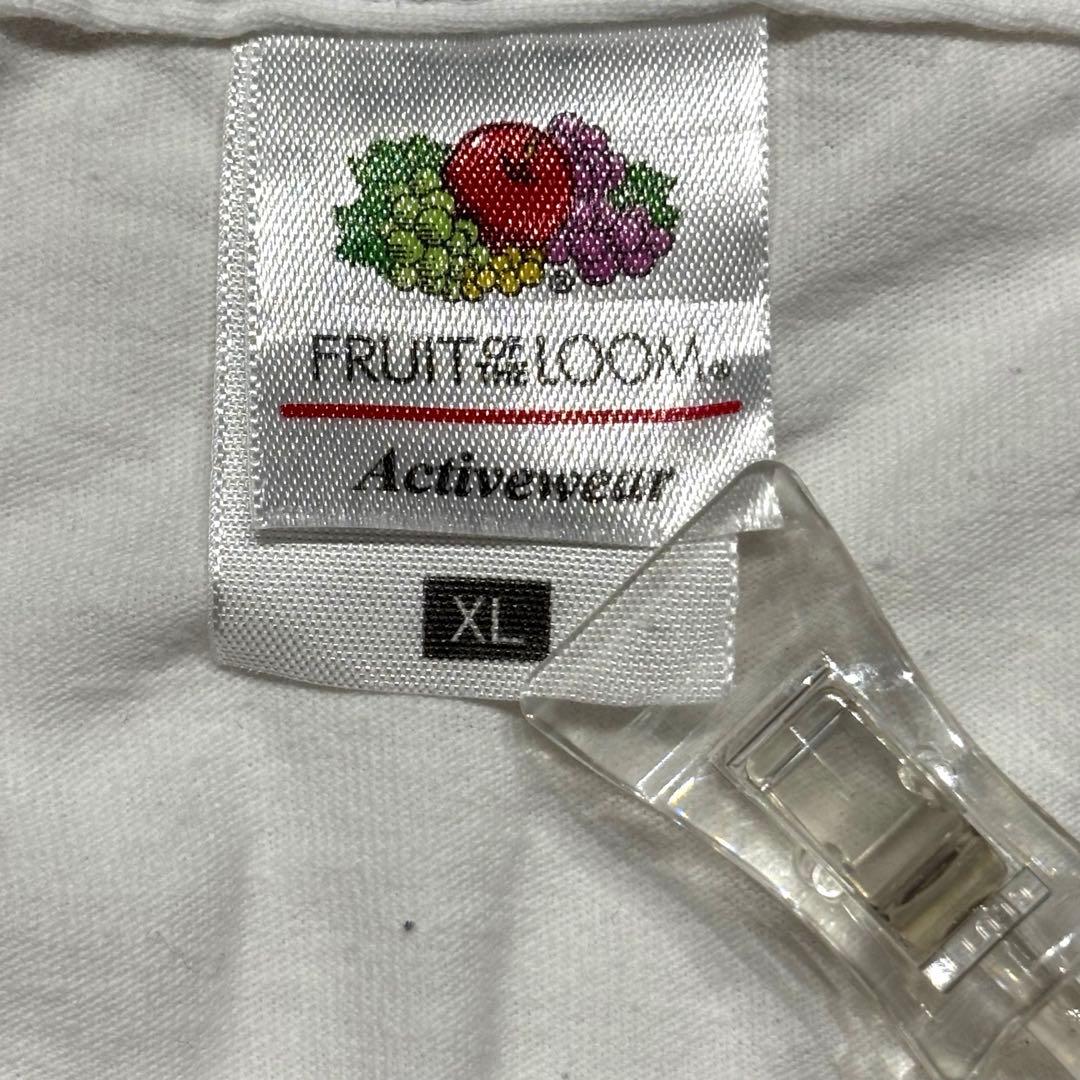 ®
FRUIT OF THE LOOM®
Activewear
XL